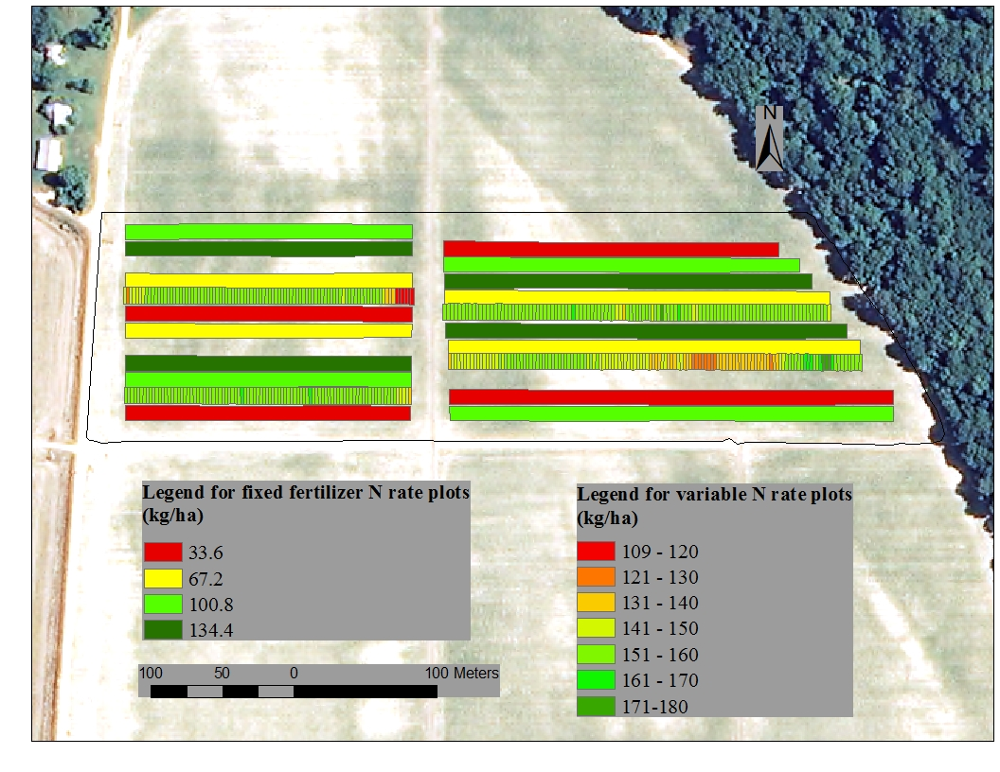 N
Legend for fixed fertilizer N rate plots
(kg/ha)
33.6
67.2
100.8
134.4
100 50 0 100 Meters
Legend for variable N rate plots
(kg/ha)
109 - 120
121 - 130
131 - 140
141 - 150
151 - 160
161 - 170
171-180